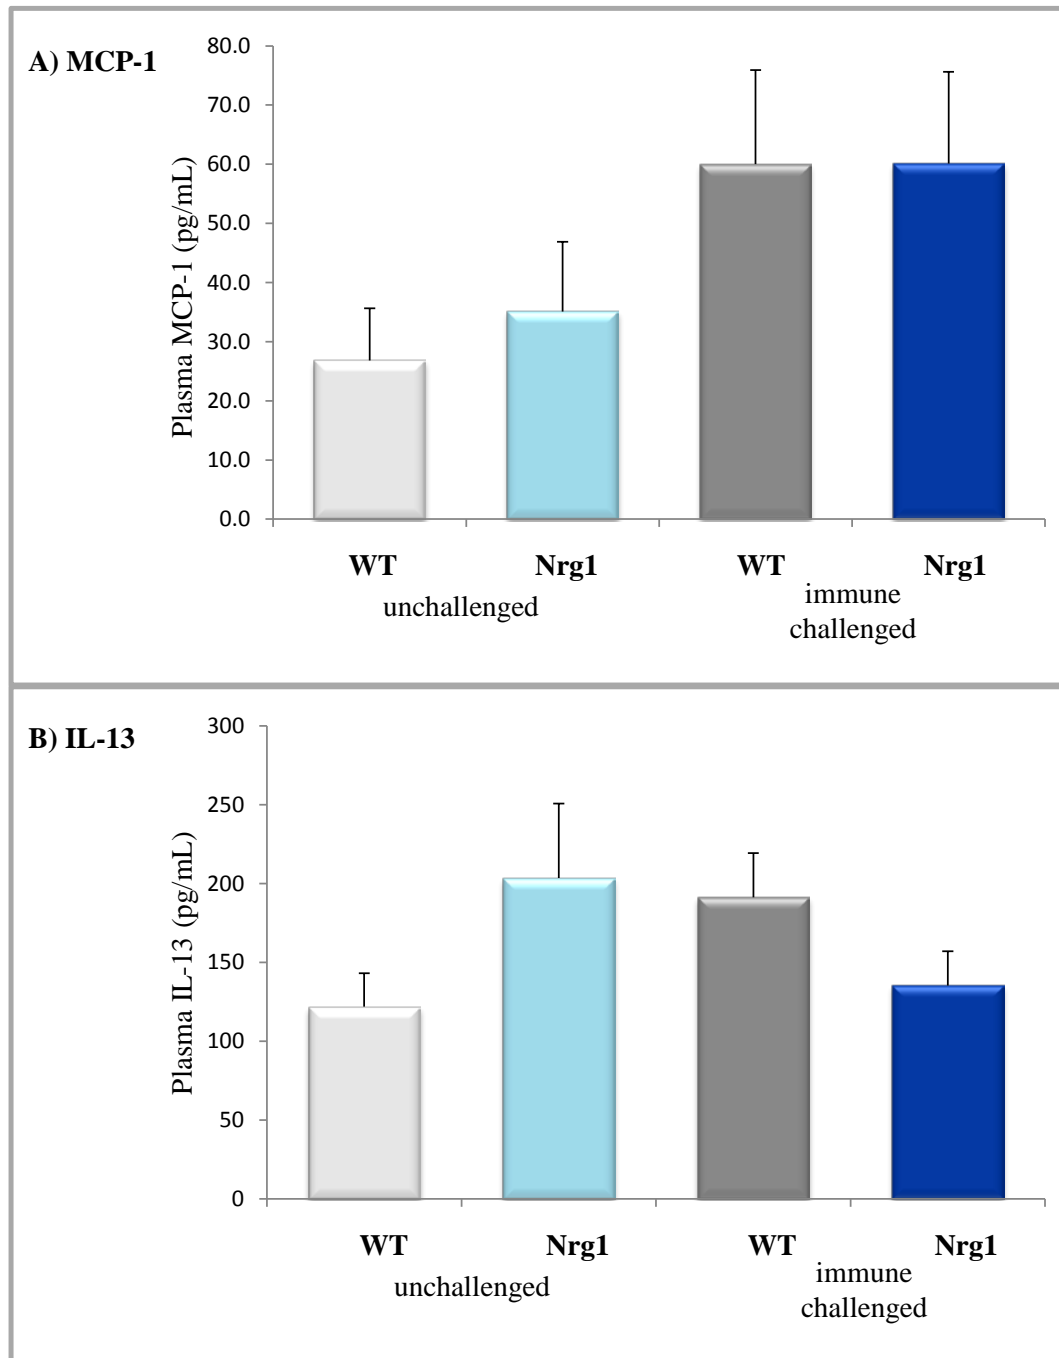 A) MCP-1
Plasma MCP-1 (pg/mL)
80.0
70.0
60.0
50.0
40.0
30.0
20.0
10.0
0.0
WT Nrg1 WT Nrg1
unchallenged immune
challenged
B) IL-13
Plasma IL-13 (pg/mL)
300
250
200
150
100
50
0
WT Nrg1 WT Nrg1
unchallenged immune
challenged